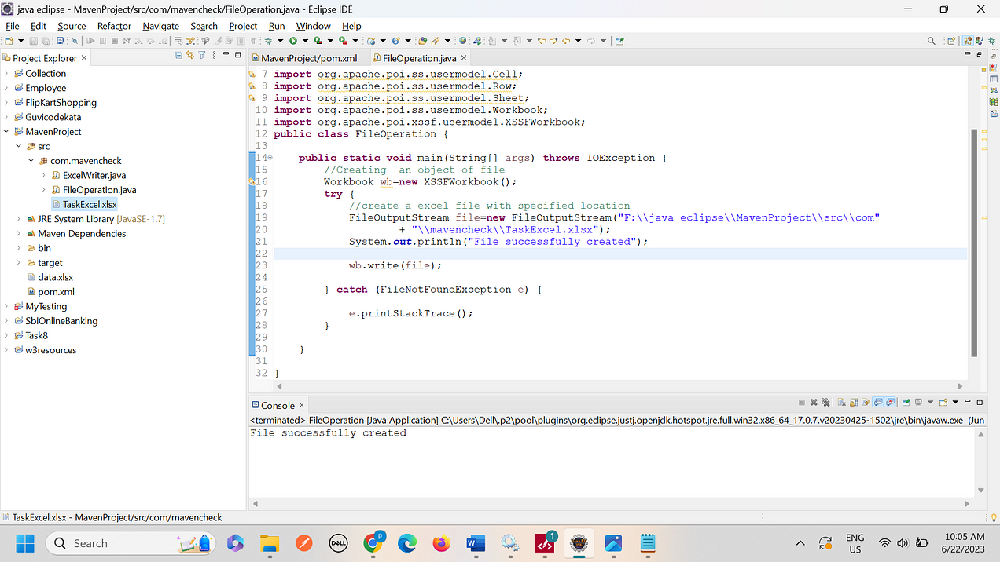 java eclipse - MavenProject/src/com/mavencheck/FileOperation.java - Eclipse IDE
File Edit Source Refactor Navigate Search Project Run Window Help
Project Explorer
Collection
Employee
FlipKartShopping
Guvicodekata
MavenProject
src
com.mavencheck
ExcelWriter.java
FileOperation.java
TaskExcel.xlsx
JRE System Library [JavaSE-1.7]
Maven Dependencies
bin
target
data.xlsx
pom.xml
MyTesting
SbiOnlineBanking
Task8
w3resources
MavenProject/pom.xml FileOperation.java
7 import org.apache.poi.ss.usermodel.Cell;
8 import org.apache.poi.ss.usermodel.Row;
9 import org.apache.poi.ss.usermodel.Sheet;
10 import org.apache.poi.ss.usermodel.Workbook;
11 import org.apache.poi.xssf.usermodel.XSSFWorkbook;
12 public class FileOperation {
13
14 public static void main(String[] args) throws IOException {
15 //Creating  an object of file
16 Workbook wb=new XSSFWorkbook();
17 try {
18 //create a excel file with specified location
19 FileOutputStream file=new FileOutputStream("F:\\java eclipse\\MavenProject\\src\\com"
20 + "\\mavencheck\\TaskExcel.xlsx");
21 System.out.println("File successfully created");
22
23 wb.write(file);
24
25 } catch (FileNotFoundException e) {
26
27 e.printStackTrace();
28 }
29
30 }
31
32 }
Console
<terminated> FileOperation [Java Application] C:\Users\Dell\.p2\pool\plugins\org.eclipse.justj.openjdk.hotspot.jre.full.win32.x86_64_17.0.7.v20230425-1502\jre\bin\javaw.exe (Jun
File successfully created
TaskExcel.xlsx - MavenProject/src/com/mavencheck
Search
DELL
P
1
ENG
US
10:05 AM
6/22/2023